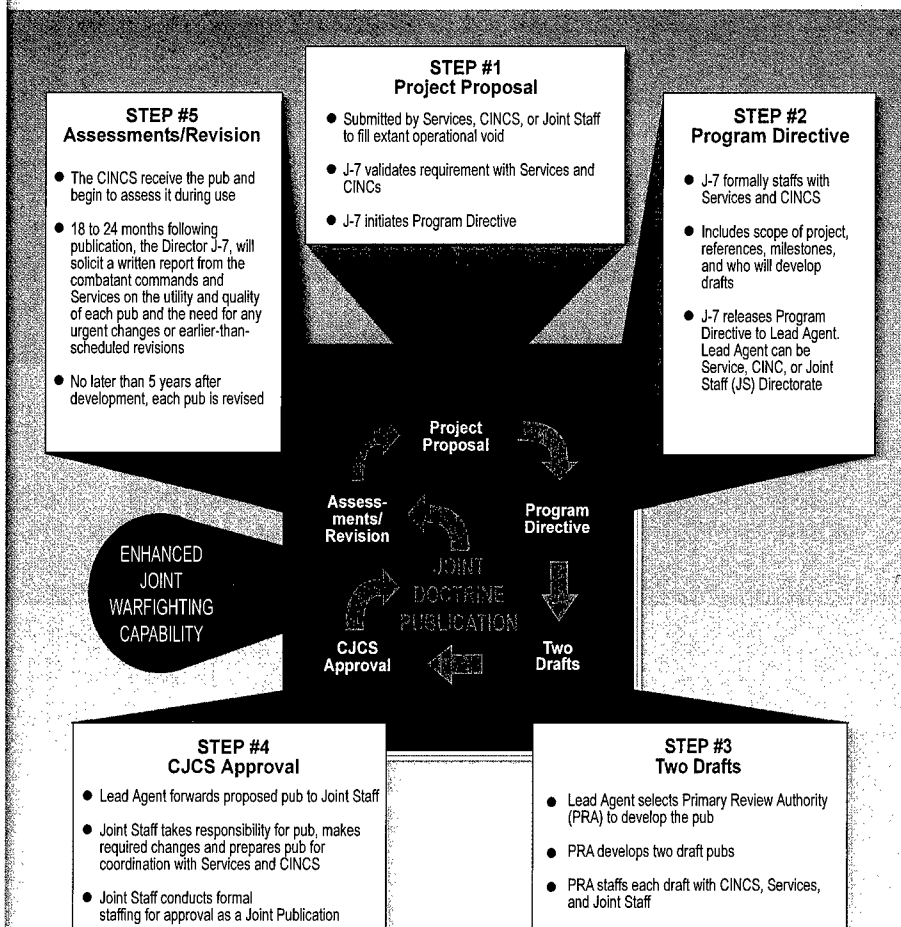 STEP #1
Project Proposal
● Submitted by Services, CINCS, or Joint Staff
to fill extant operational void
● J-7 validates requirement with Services and
CINCs
● J-7 initiates Program Directive
STEP #2
Program Directive
● J-7 formally staffs with
Services and CINCS
● Includes scope of project,
references, milestones,
and who will develop
drafts
● J-7 releases Program
Directive to Lead Agent.
Lead Agent can be
Service, CINC, or Joint
Staff (JS) Directorate
STEP #3
Two Drafts
● Lead Agent selects Primary Review Authority
(PRA) to develop the pub
● PRA develops two draft pubs
● PRA staffs each draft with CINCS, Services,
and Joint Staff
STEP #4
CJCS Approval
● Lead Agent forwards proposed pub to Joint Staff
● Joint Staff takes responsibility for pub, makes
required changes and prepares pub for
coordination with Services and CINCS
● Joint Staff conducts formal
staffing for approval as a Joint Publication
STEP #5
Assessments/Revision
● The CINCS receive the pub and
begin to assess it during use
● 18 to 24 months following
publication, the Director J-7, will
solicit a written report from the
combatant commands and
Services on the utility and quality
of each pub and the need for any
urgent changes or earlier-than-
scheduled revisions
● No later than 5 years after
development, each pub is revised
Project
Proposal
Program
Directive
Two
Drafts
CJCS
Approval
Assess-
ments/
Revision
JOINT
DOCTRINE
PUBLICATION
ENHANCED
JOINT
WARFIGHTING
CAPABILITY